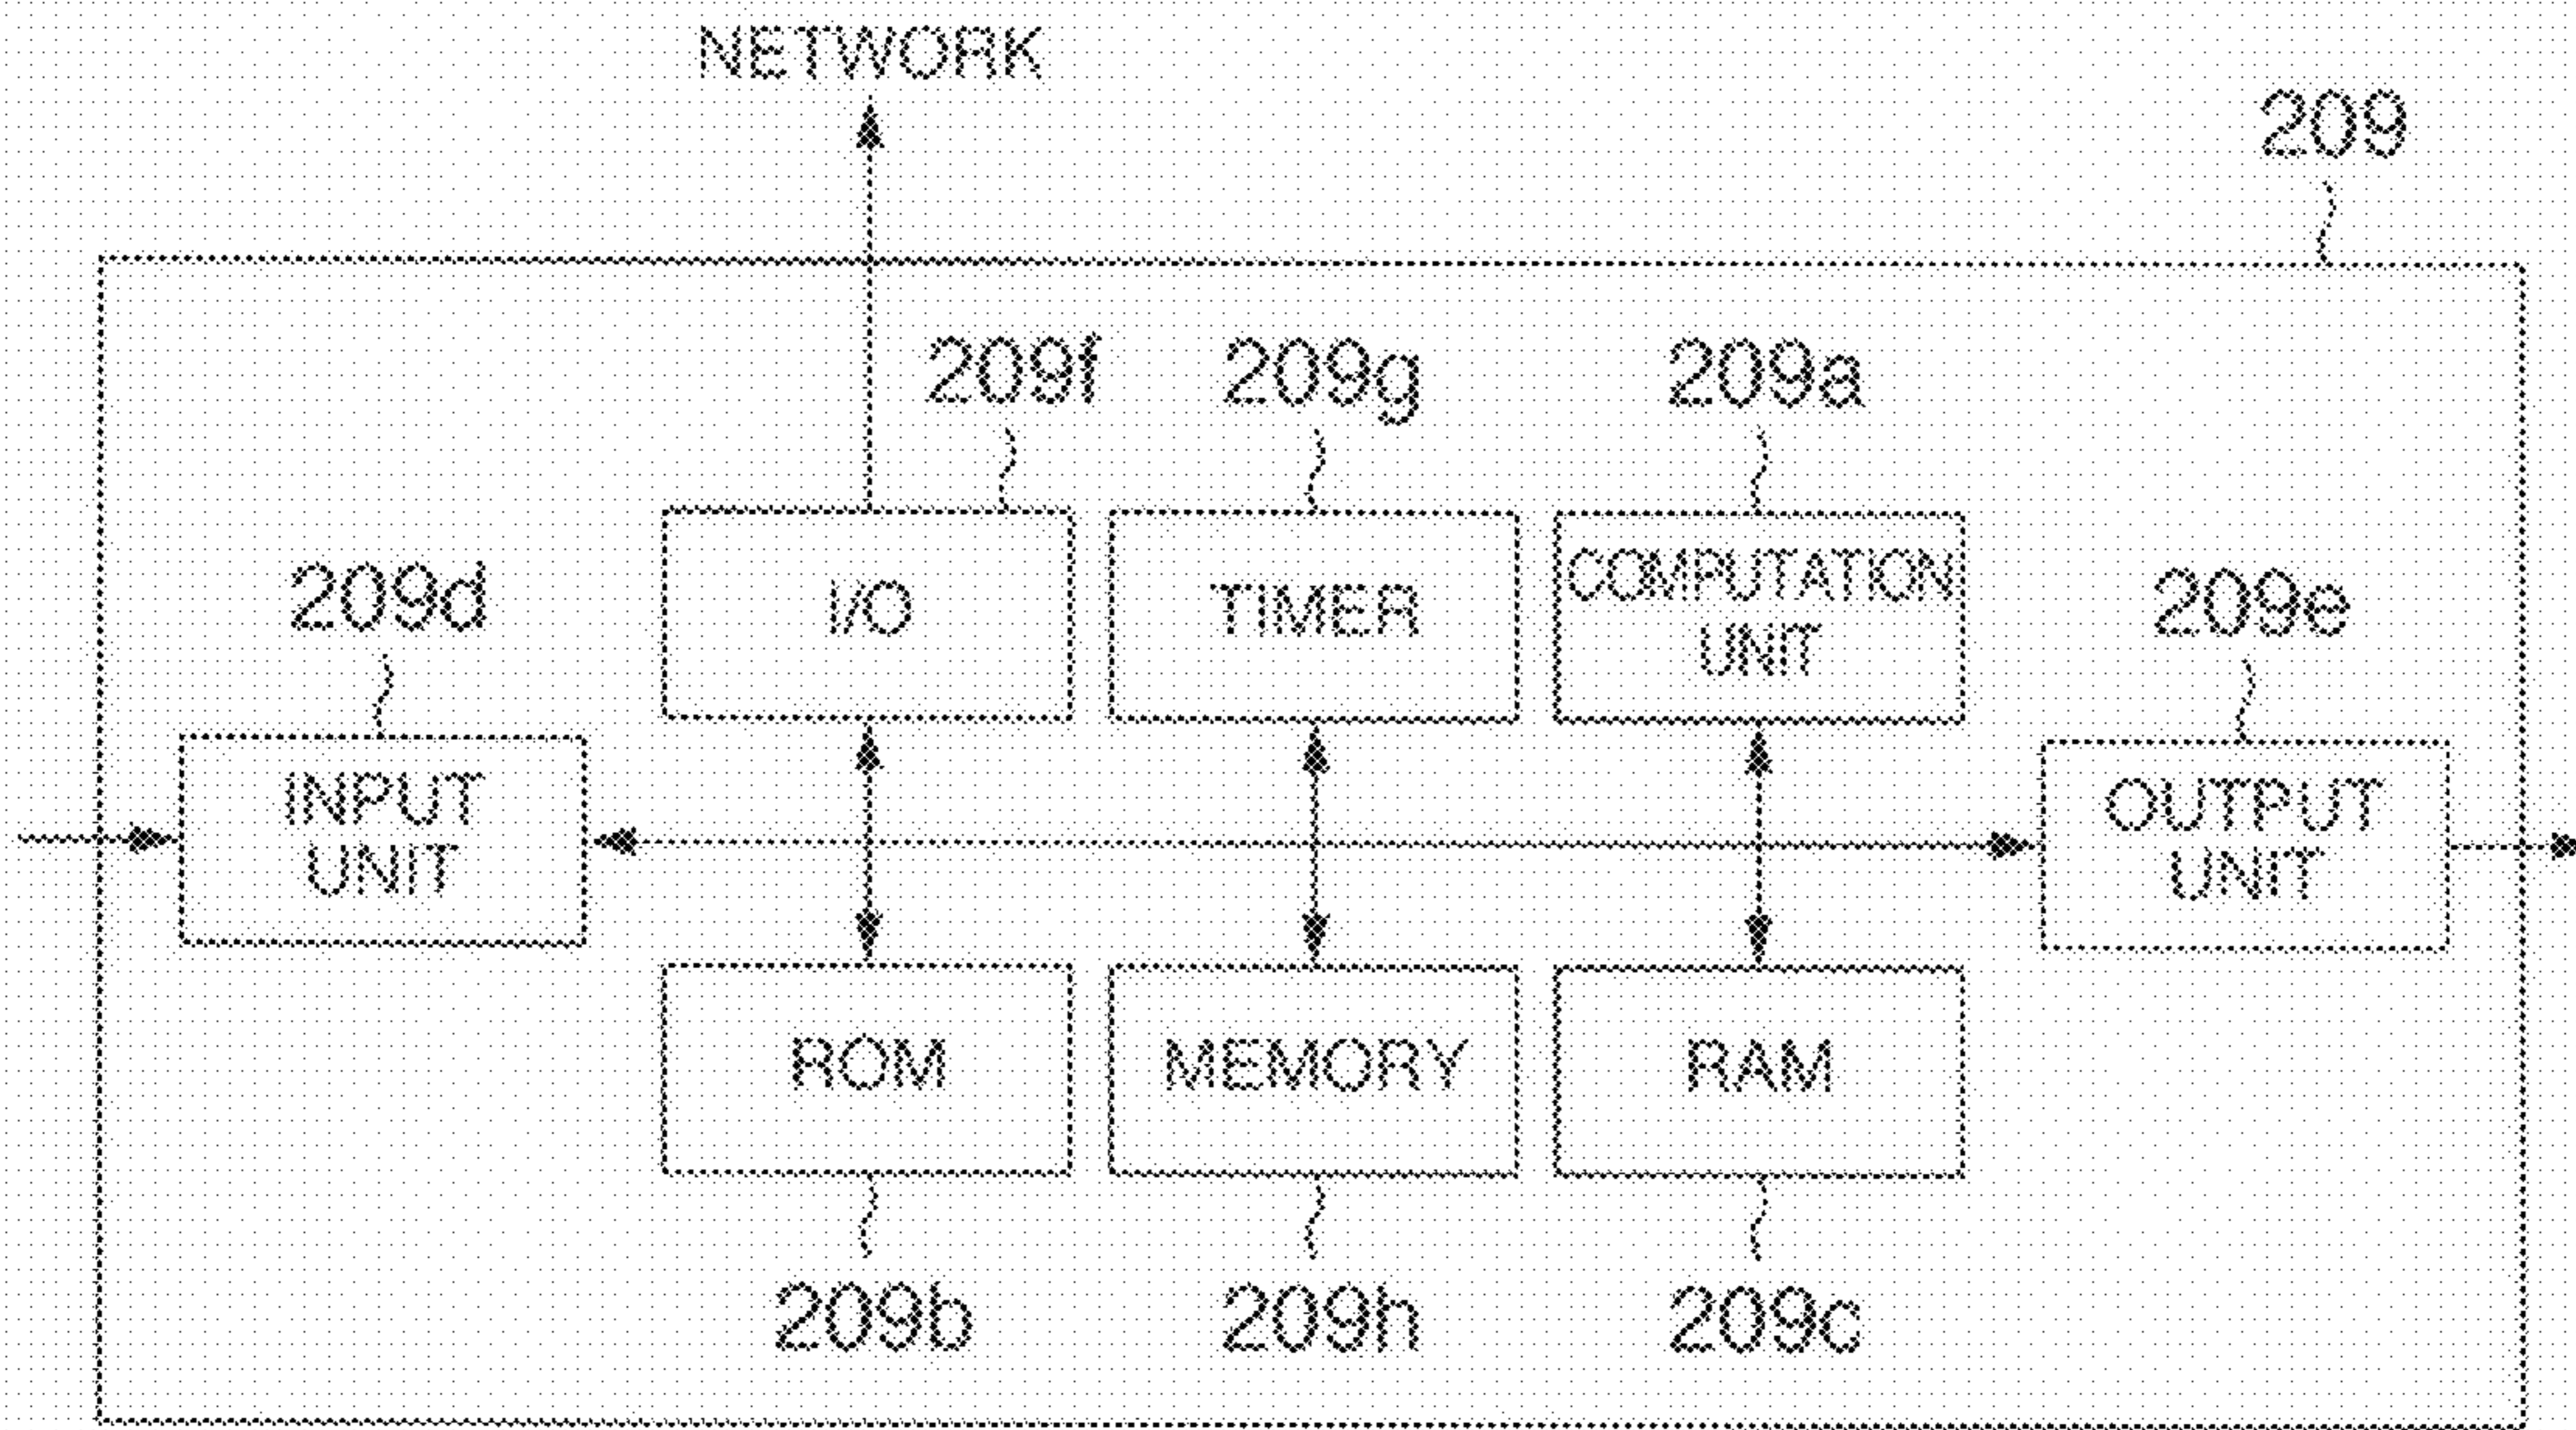 NETWORK
209
209f
209g
209a
209d
I/O
TIMER
COMPUTATION
UNIT
209e
INPUT
UNIT
OUTPUT
UNIT
ROM
MEMORY
RAM
209b
209h
209c